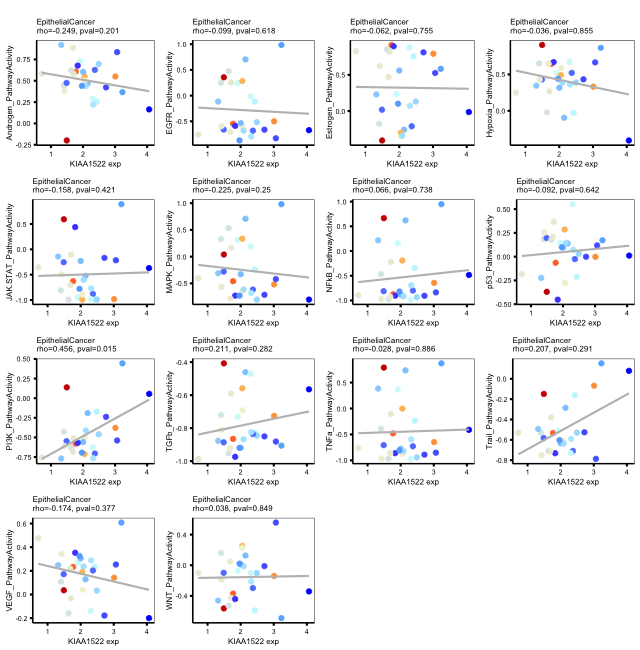 EpithelialCancer
rho=-0.249, pval=0.201
Androgen_PathwayActivity
0.75
0.50
0.25
0.00
-0.25
1 2 3 4
KIAA1522 exp
EpithelialCancer
rho=-0.099, pval=0.618
EGFR_PathwayActivity
1.0
0.5
0.0
-0.5
1 2 3 4
KIAA1522 exp
EpithelialCancer
rho=-0.062, pval=0.755
Estrogen_PathwayActivity
0.5
0.0
1 2 3 4
KIAA1522 exp
EpithelialCancer
rho=-0.036, pval=0.855
Hypoxia_PathwayActivity
0.5
0.0
1 2 3 4
KIAA1522 exp
EpithelialCancer
rho=-0.158, pval=0.421
JAK.STAT_PathwayActivity
1.0
0.5
0.0
-0.5
-1.0
1 2 3 4
KIAA1522 exp
EpithelialCancer
rho=-0.225, pval=0.25
MAPK_PathwayActivity
1.0
0.5
0.0
-0.5
1 2 3 4
KIAA1522 exp
EpithelialCancer
rho=0.066, pval=0.738
NFkB_PathwayActivity
1.0
0.5
0.0
-0.5
-1.0
1 2 3 4
KIAA1522 exp
EpithelialCancer
rho=-0.092, pval=0.642
p53_PathwayActivity
0.50
0.25
0.00
-0.25
-0.50
1 2 3 4
KIAA1522 exp
EpithelialCancer
rho=0.456, pval=0.015
PI3K_PathwayActivity
0.50
0.25
0.00
-0.25
-0.50
-0.75
1 2 3 4
KIAA1522 exp
EpithelialCancer
rho=0.211, pval=0.282
TGFb_PathwayActivity
-0.4
-0.6
-0.8
-1.0
1 2 3 4
KIAA1522 exp
EpithelialCancer
rho=-0.028, pval=0.886
TNFa_PathwayActivity
0.5
0.0
-0.5
-1.0
1 2 3 4
KIAA1522 exp
EpithelialCancer
rho=0.207, pval=0.291
Trail_PathwayActivity
0.0
-0.2
-0.4
-0.6
-0.8
1 2 3 4
KIAA1522 exp
EpithelialCancer
rho=-0.174, pval=0.377
VEGF_PathwayActivity
0.6
0.4
0.2
0.0
-0.2
1 2 3 4
KIAA1522 exp
EpithelialCancer
rho=0.038, pval=0.849
WNT_PathwayActivity
0.4
0.0
-0.4
1 2 3 4
KIAA1522 exp